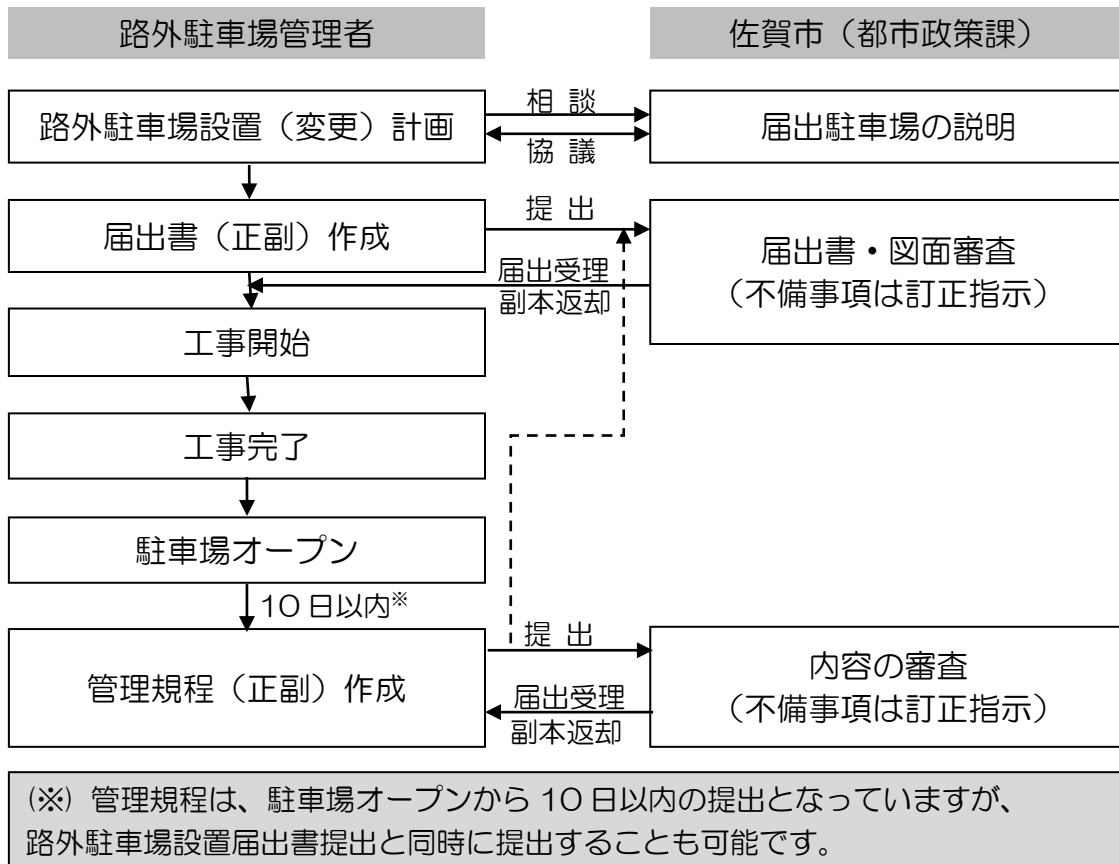 路外駐車場管理者
佐賀市（都市政策課）
路外駐車場設置（変更）計画
相 談
協 議
届出駐車場の説明
届出書（正副）作成
提 出
届出受理
副本返却
届出書・図面審査
（不備事項は訂正指示）
工事開始
工事完了
駐車場オープン
10 日以内※
管理規程（正副）作成
提 出
届出受理
副本返却
内容の審査
（不備事項は訂正指示）
(※) 管理規程は、駐車場オープンから 10 日以内の提出となっていますが、
路外駐車場設置届出書提出と同時に提出することも可能です。